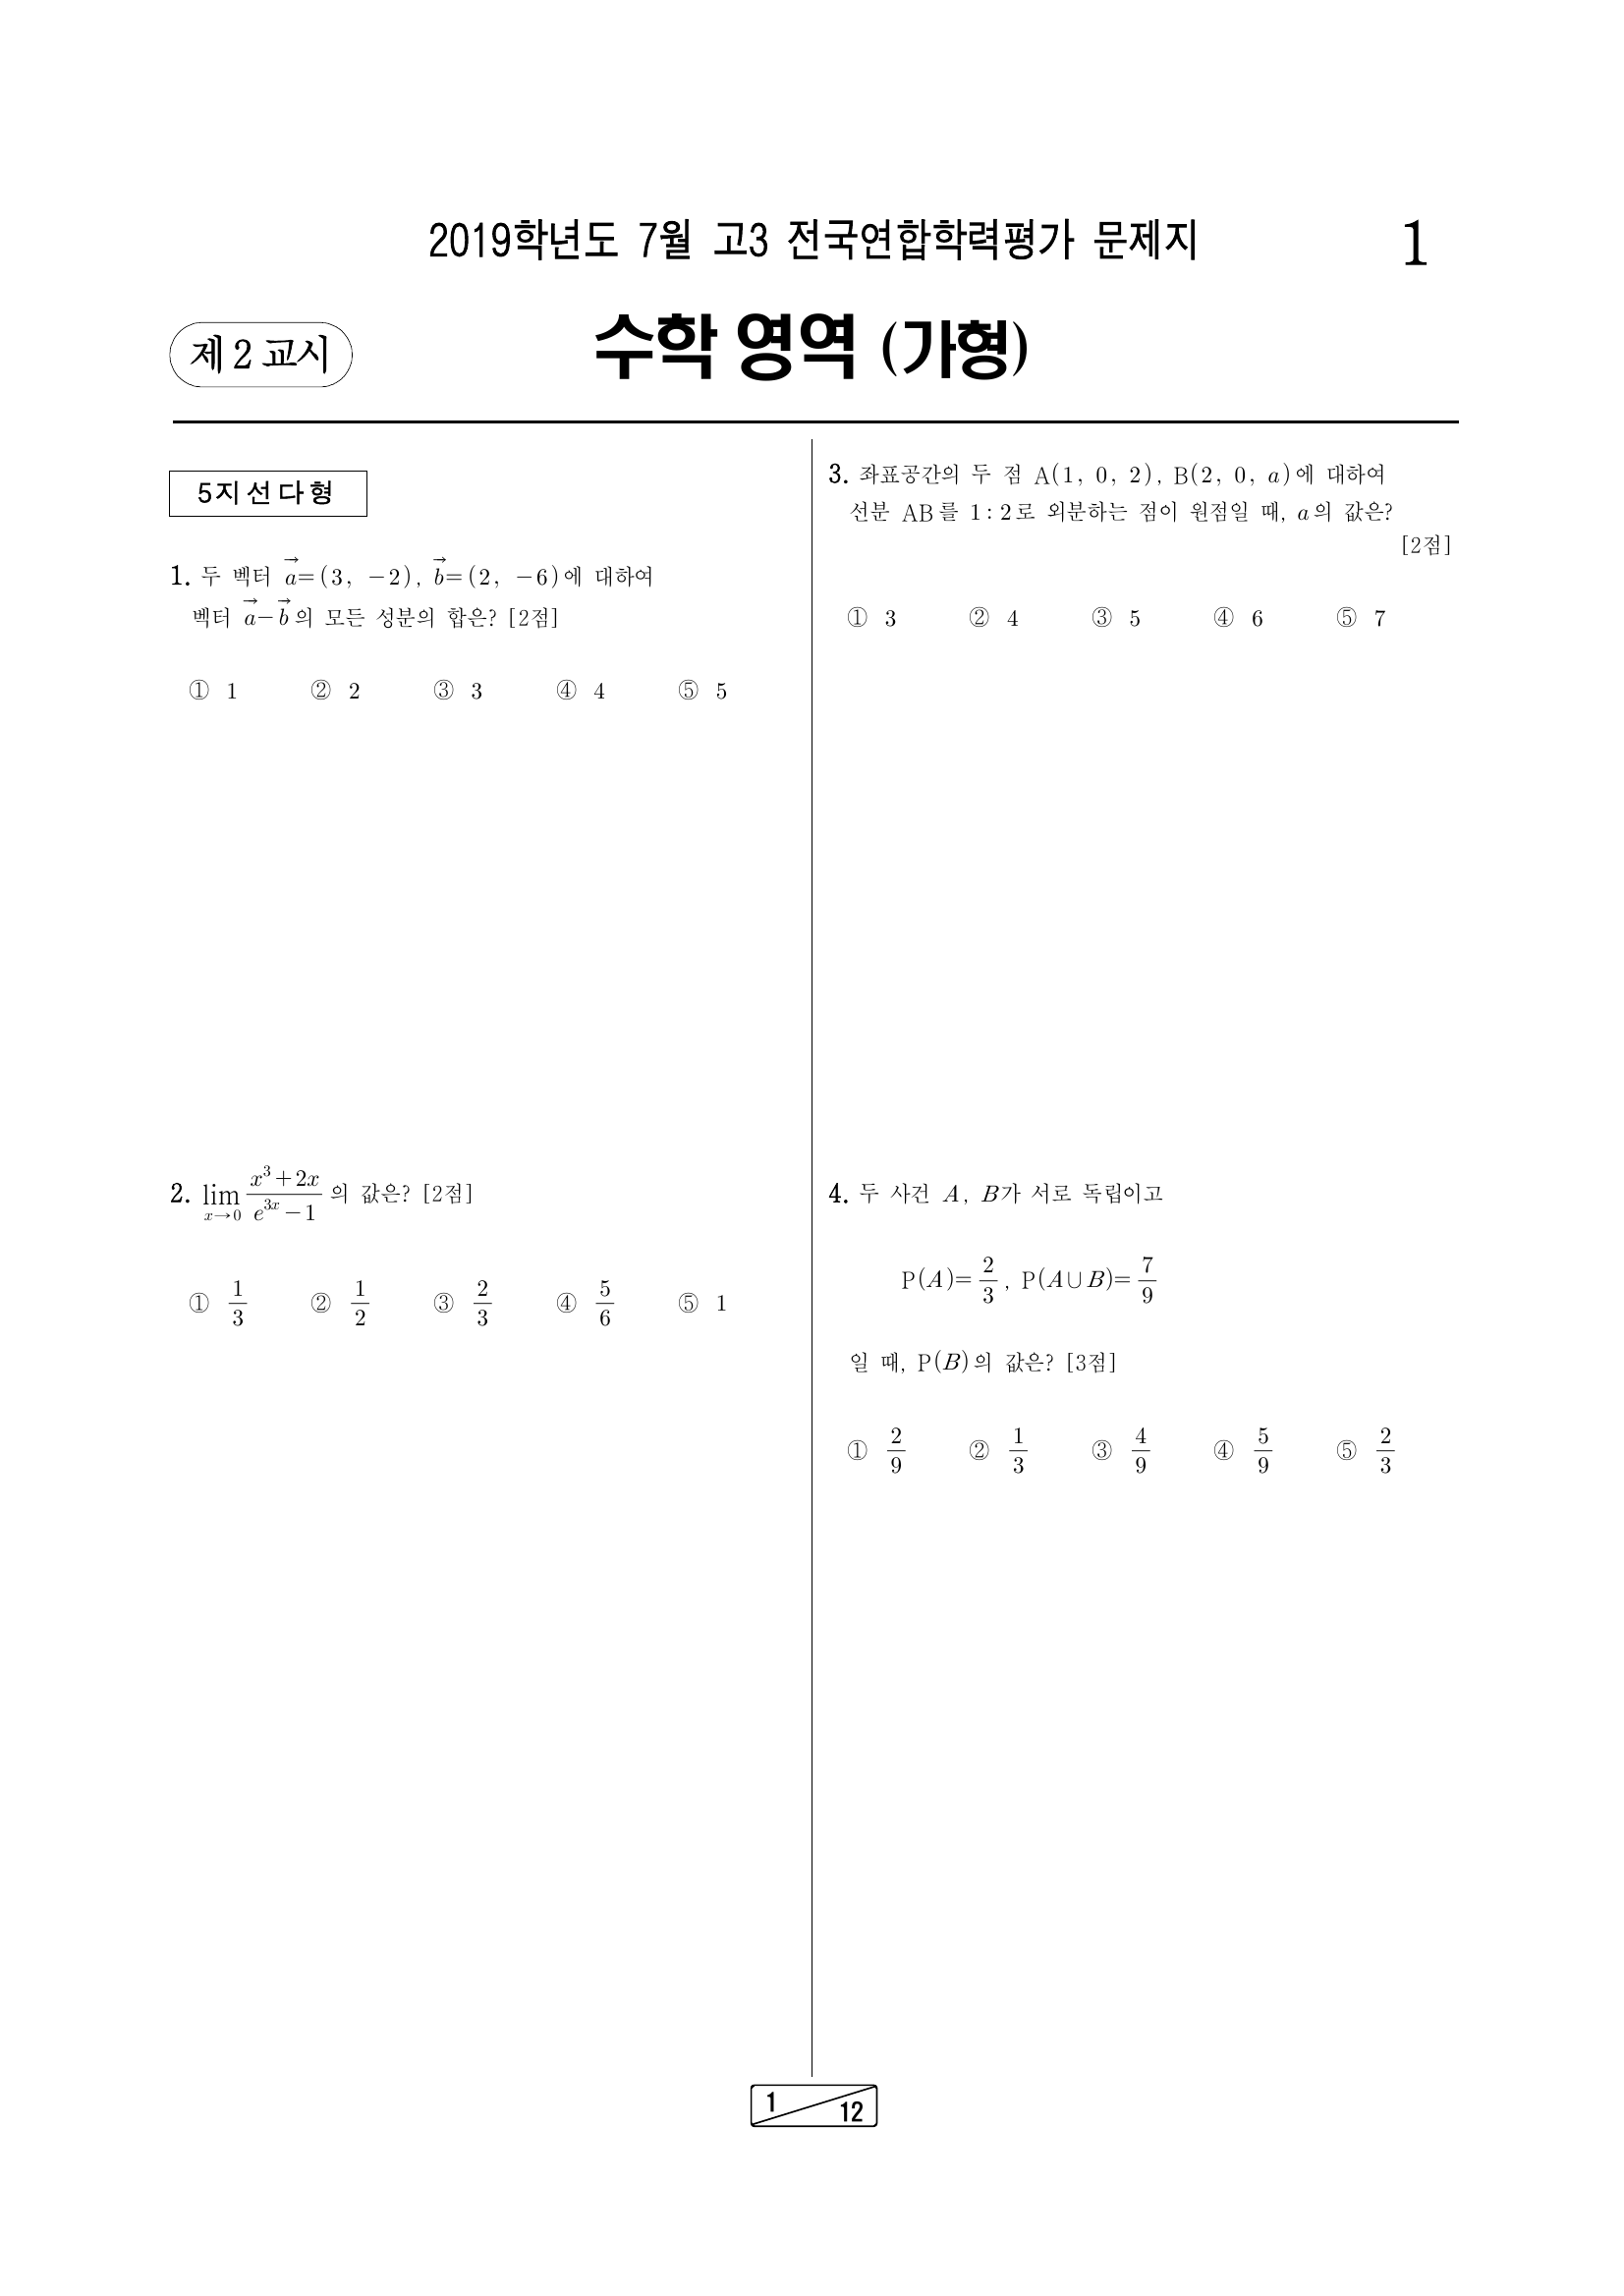 2019학년도 7월 고3 전국연합학력평가 문제지
1
제 2 교시
수학 영역 (가형)
5지선다형
1. 두 벡터 $\vec{a}=(3, -2)$, $\vec{b}=(2, -6)$에 대하여
벡터 $\vec{a}-\vec{b}$의 모든 성분의 합은? [2점]
① 1 ② 2 ③ 3 ④ 4 ⑤ 5
2. $\lim_{x \to 0} \frac{x^3+2x}{e^{3x}-1}$의 값은? [2점]
① $\frac{1}{3}$ ② $\frac{1}{2}$ ③ $\frac{2}{3}$ ④ $\frac{5}{6}$ ⑤ 1
3. 좌표공간의 두 점 A(1, 0, 2), B(2, 0, $a$)에 대하여
선분 AB를 1 : 2로 외분하는 점이 원점일 때, $a$의 값은?
[2점]
① 3 ② 4 ③ 5 ④ 6 ⑤ 7
4. 두 사건 $A$, $B$가 서로 독립이고
P($A$)=$\frac{2}{3}$, P($A \cup B$)=$\frac{7}{9}$
일 때, P($B$)의 값은? [3점]
① $\frac{2}{9}$ ② $\frac{1}{3}$ ③ $\frac{4}{9}$ ④ $\frac{5}{9}$ ⑤ $\frac{2}{3}$
1
12